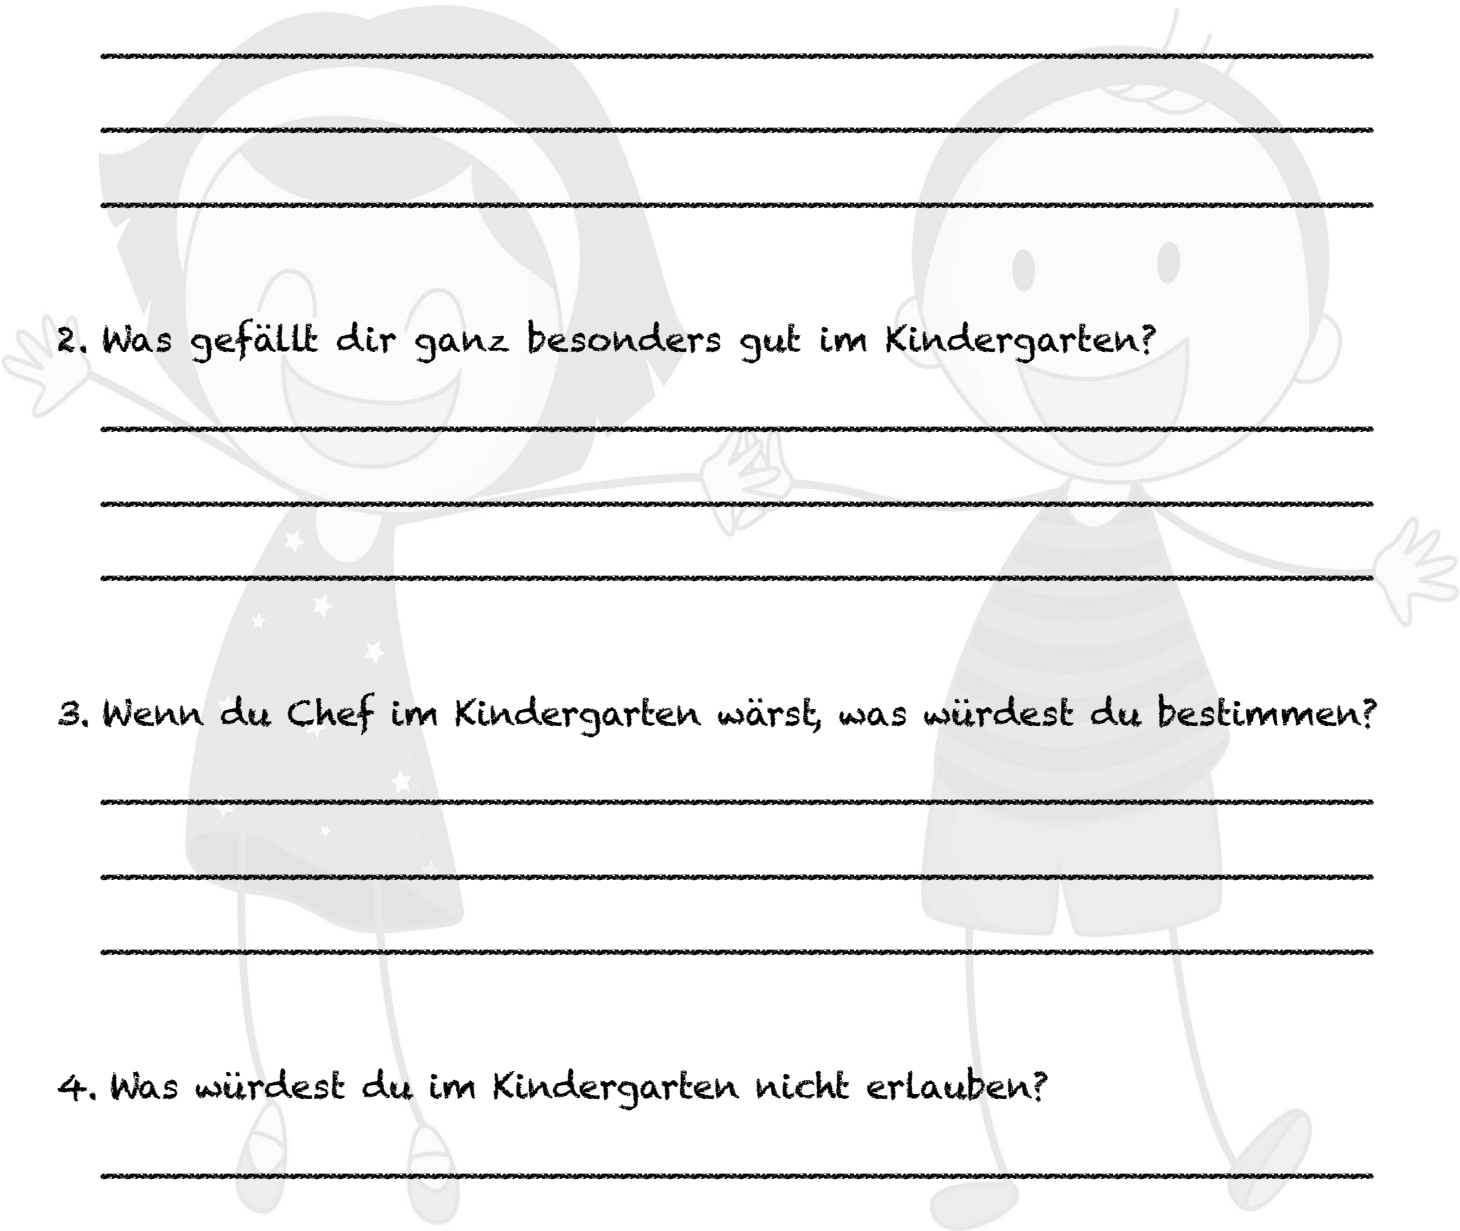 2. Was gefällt dir ganz besonders gut im Kindergarten?
3. Wenn du Chef im Kindergarten wärst, was würdest du bestimmen?
4. Was würdest du im Kindergarten nicht erlauben?